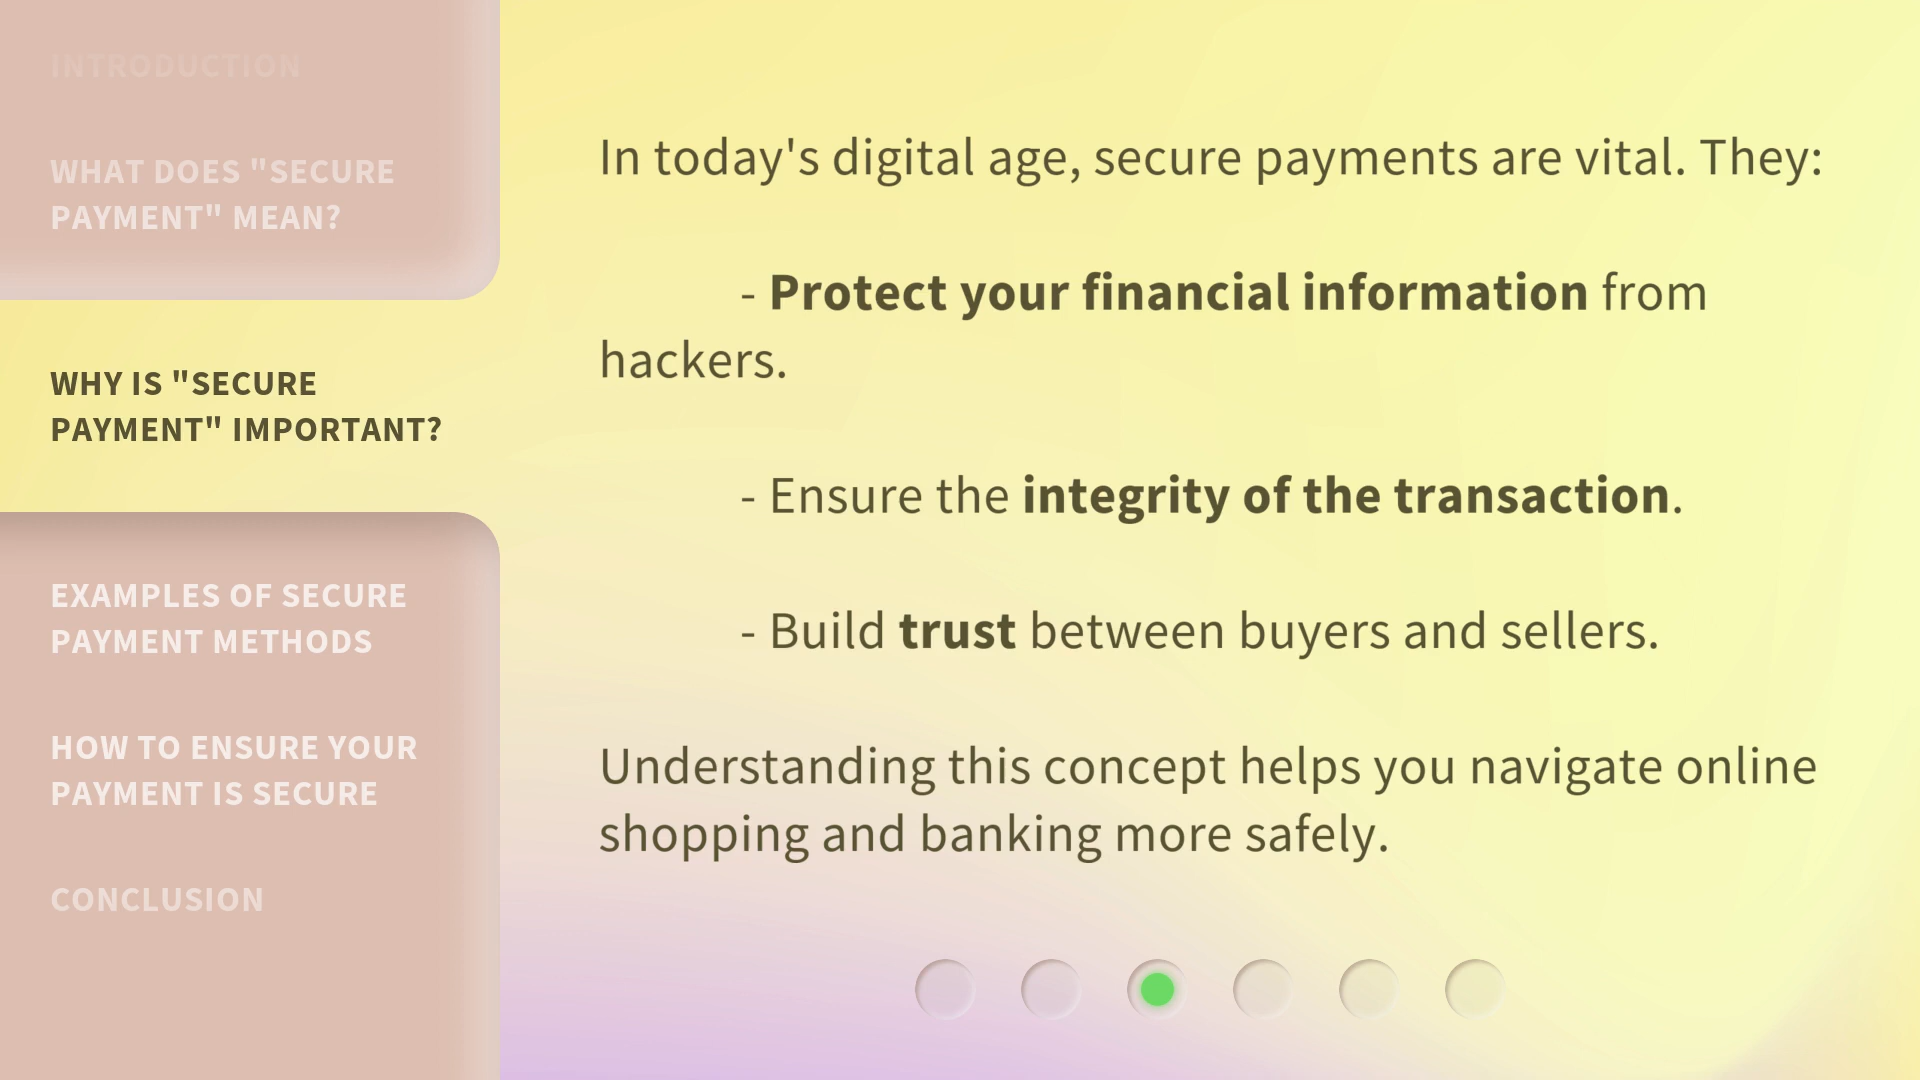 INTRODUCTION
WHAT DOES "SECURE
PAYMENT" MEAN?
WHY IS "SECURE
PAYMENT" IMPORTANT?
EXAMPLES OF SECURE
PAYMENT METHODS
HOW TO ENSURE YOUR
PAYMENT IS SECURE
CONCLUSION
In today's digital age, secure payments are vital. They:
- Protect your financial information from
hackers.
- Ensure the integrity of the transaction.
- Build trust between buyers and sellers.
Understanding this concept helps you navigate online
shopping and banking more safely.